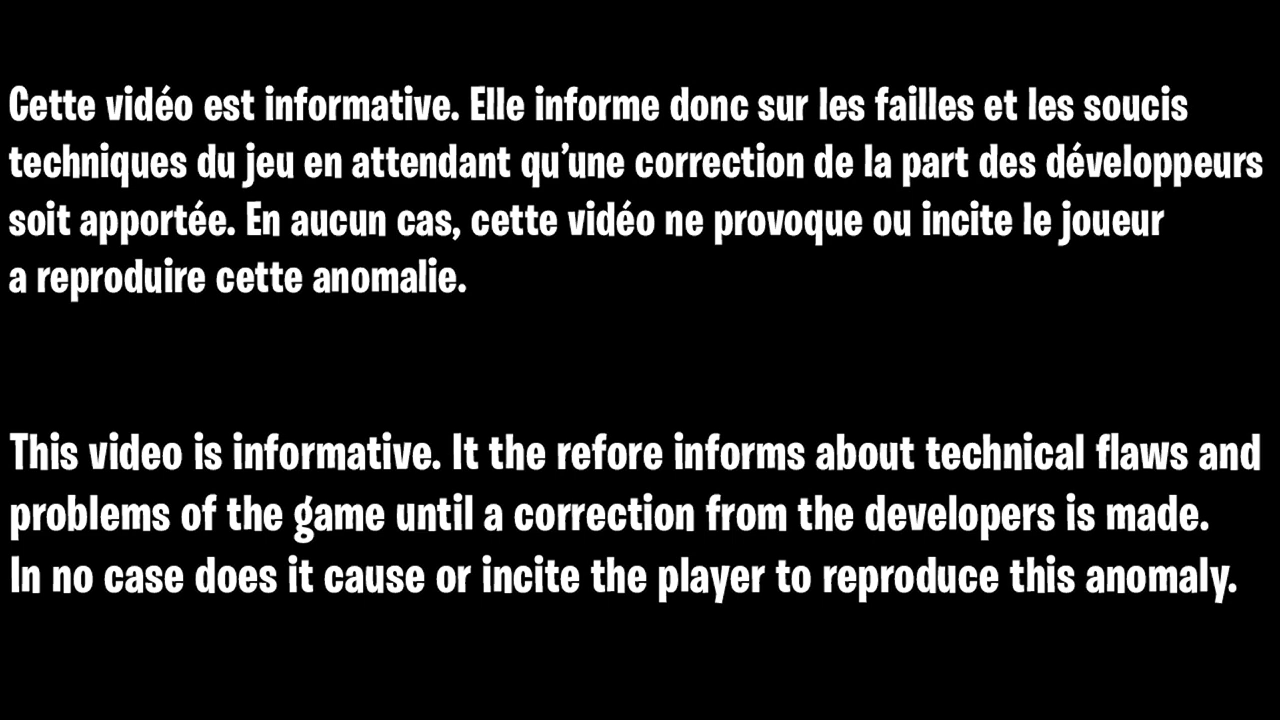 Cette vidéo est informative. Elle informe donc sur les failles et les soucis
techniques du jeu en attendant qu'une correction de la part des développeurs
soit apportée. En aucun cas, cette vidéo ne provoque ou incite le joueur
a reproduire cette anomalie.
This video is informative. It the refore informs about technical flaws and
problems of the game until a correction from the developers is made.
In no case does it cause or incite the player to reproduce this anomaly.